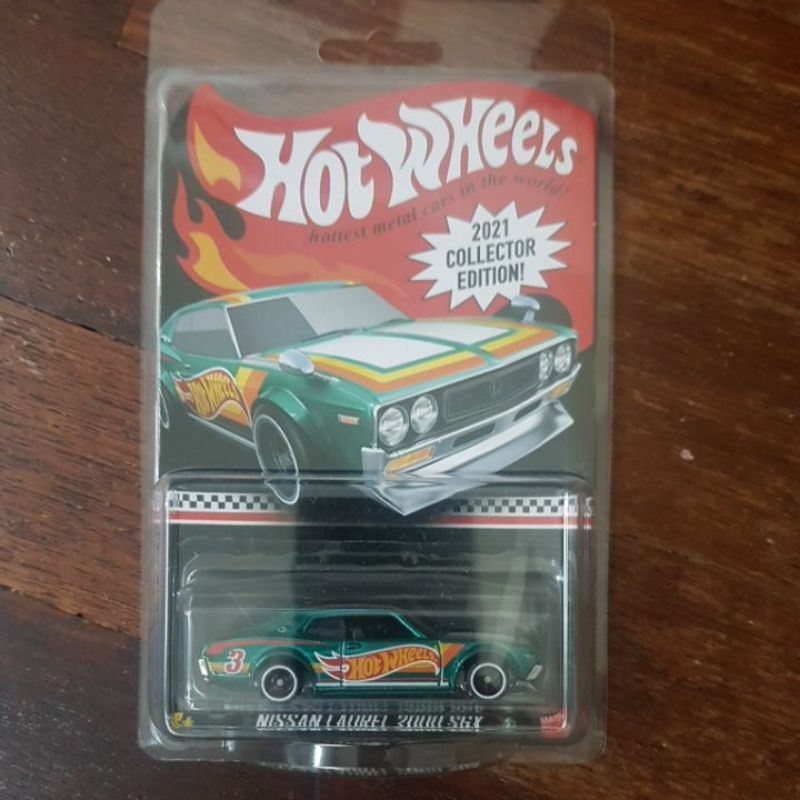 HOT WHEELS
hottest metal cars in the world!
2021
COLLECTOR
EDITION!
HOT WHEELS
3
HOT WHEELS
NISSAN LAUREL 2000 SGX